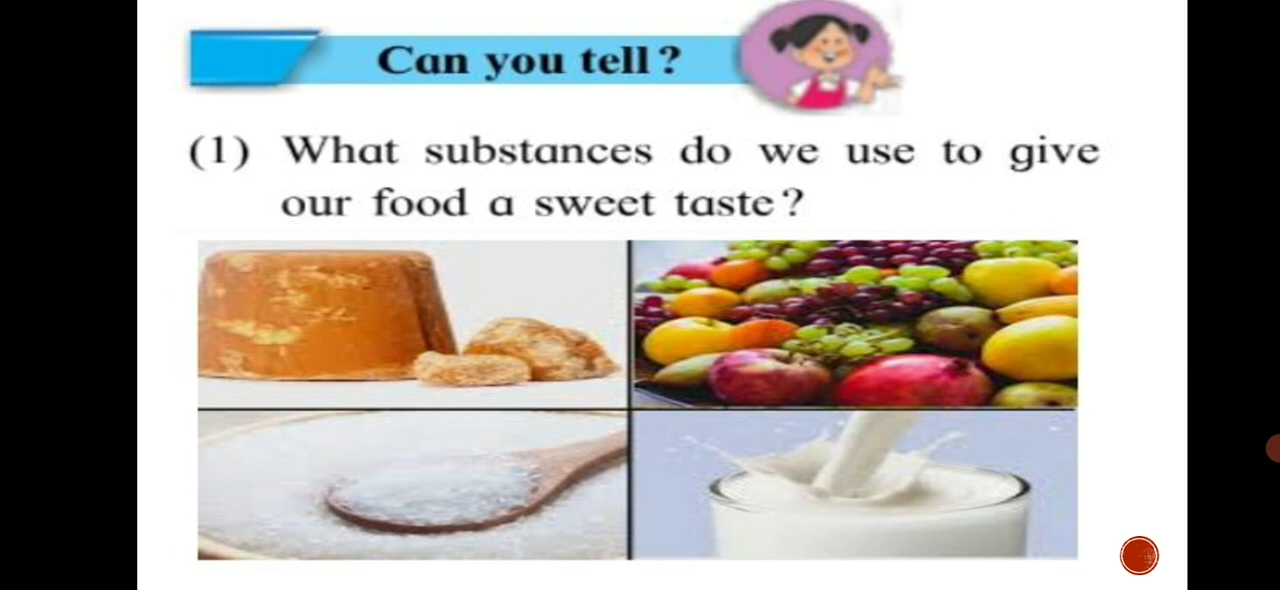 Can you tell?
(1) What substances do we use to give
our food a sweet taste?